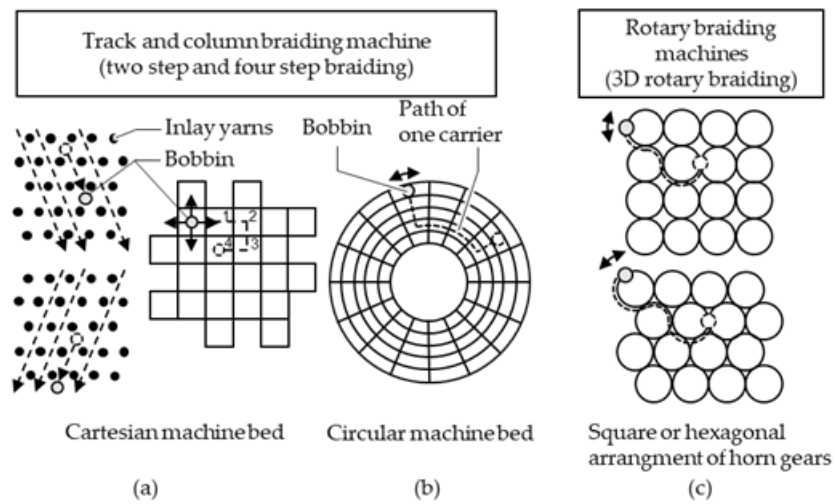 Track and column braiding machine
(two step and four step braiding)
Rotary braiding
machines
(3D rotary braiding)
Inlay yarns
Bobbin
Bobbin
Path of
one carrier
1
2
4
3
Cartesian machine bed
Circular machine bed
Square or hexagonal
arrangment of horn gears
(a)
(b)
(c)